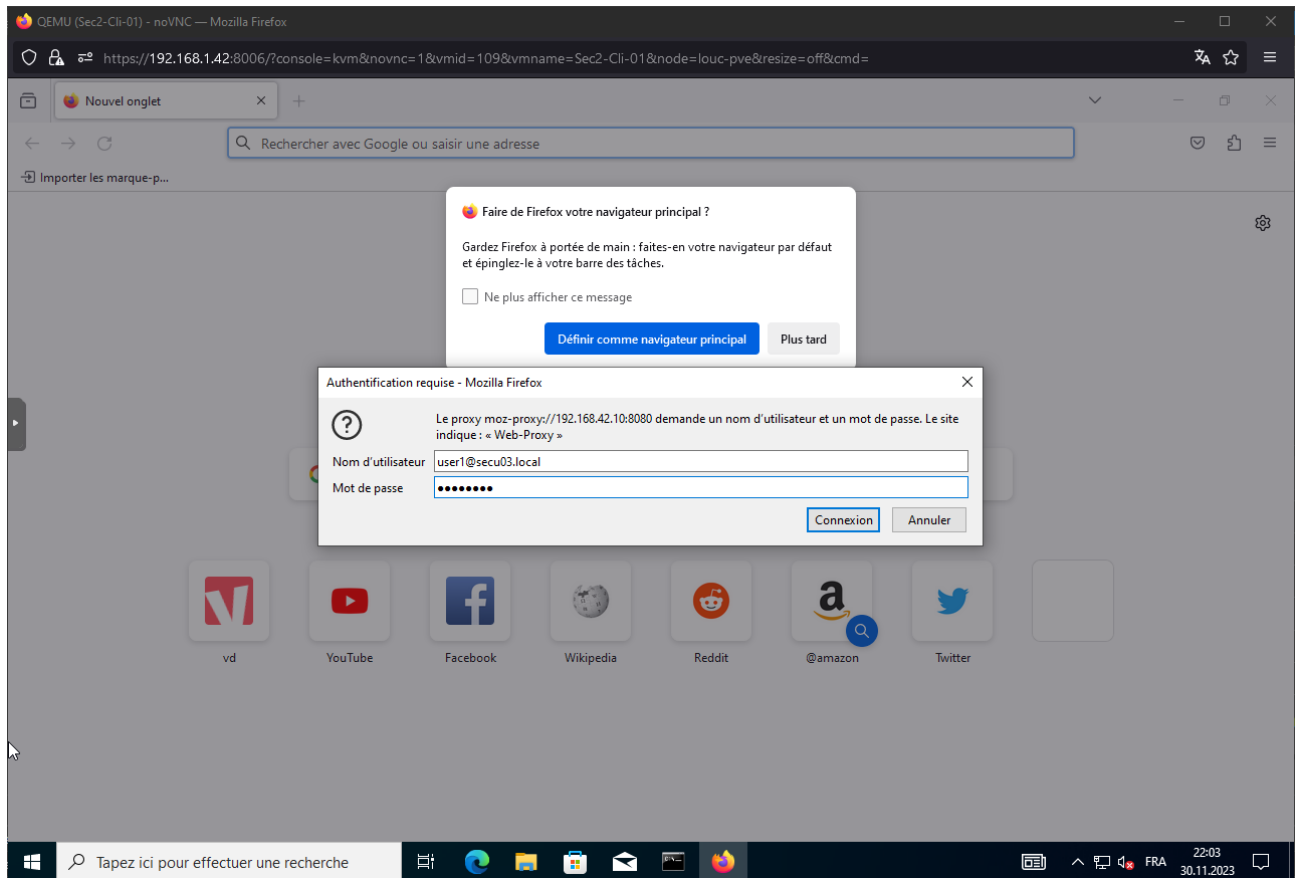 QEMU (Sec2-Cli-01) - noVNC — Mozilla Firefox
https://192.168.1.42:8006/?console=kvm&novnc=1&vmid=109&vmname=Sec2-Cli-01&node=louc-pve&resize=off&cmd=
Nouvel onglet
Rechercher avec Google ou saisir une adresse
Importer les marque-p...
Faire de Firefox votre navigateur principal ?
Gardez Firefox à portée de main : faites-en votre navigateur par défaut
et épinglez-le à votre barre des tâches.
Ne plus afficher ce message
Définir comme navigateur principal
Plus tard
Authentification requise - Mozilla Firefox
Le proxy moz-proxy://192.168.42.10:8080 demande un nom d'utilisateur et un mot de passe. Le site
indique : « Web-Proxy »
Nom d'utilisateur
user1@secu03.local
Mot de passe
●●●●●●●●
Connexion
Annuler
vd
YouTube
Facebook
Wikipedia
Reddit
@amazon
Twitter
Tapez ici pour effectuer une recherche
FRA
22:03
30.11.2023